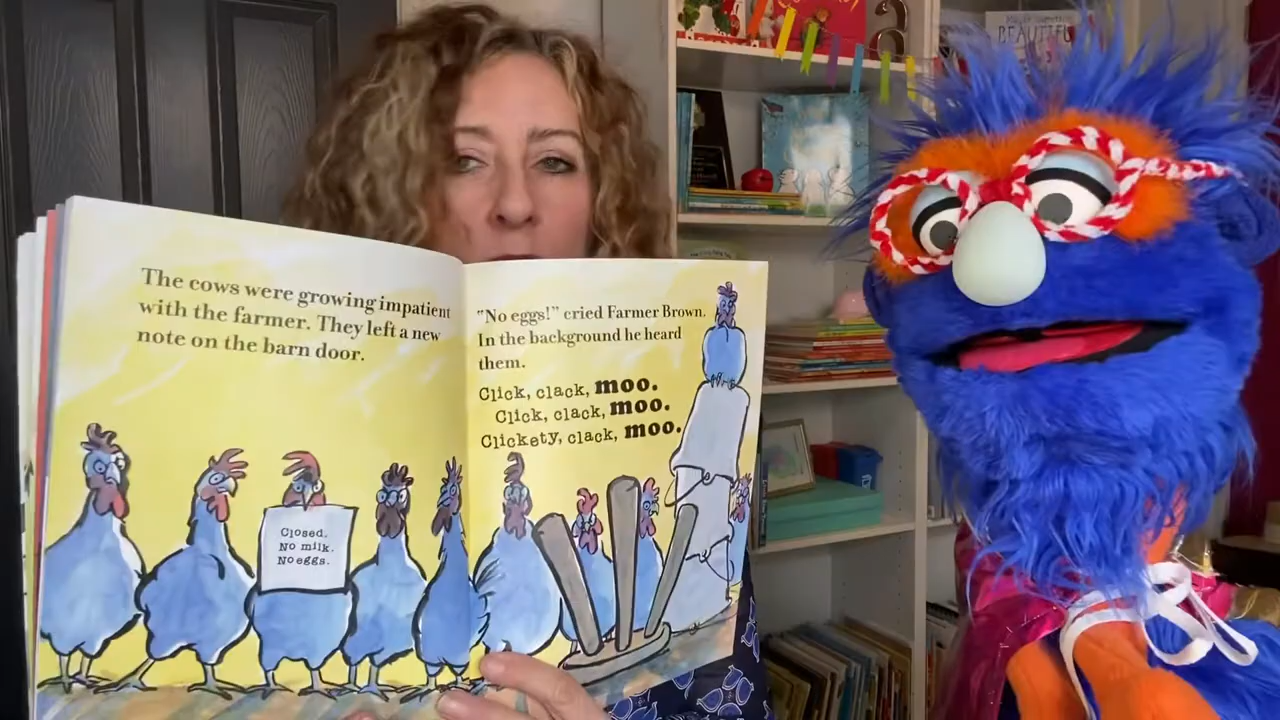 The cows were growing impatient
with the farmer. They left a new
note on the barn door.
Closed.
No milk.
No eggs.
"No eggs!" cried Farmer Brown.
In the background he heard
them.
Click, clack, moo.
Click, clack, moo.
Clickety, clack, moo.
a
BEAUTIFUL